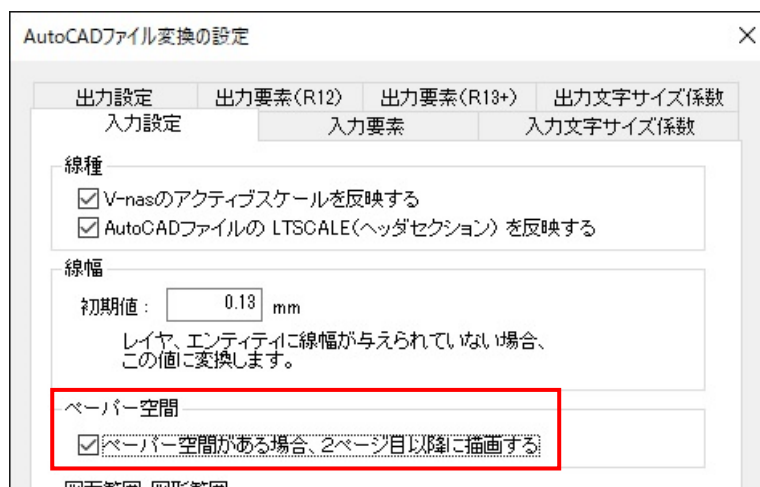 AutoCADファイル変換の設定
出力設定 出力要素(R12) 出力要素(R13+) 出力文字サイズ係数
入力設定 入力要素 入力文字サイズ係数
線種
V-nasのアクティブスケールを反映する
AutoCADファイルの LTSCALE(ヘッダセクション) を反映する
線幅
初期値： 0.13 mm
レイヤ、エンティティに線幅が与えられていない場合、
この値に変換します。
ペーパー空間
ペーパー空間がある場合、2ページ目以降に描画する